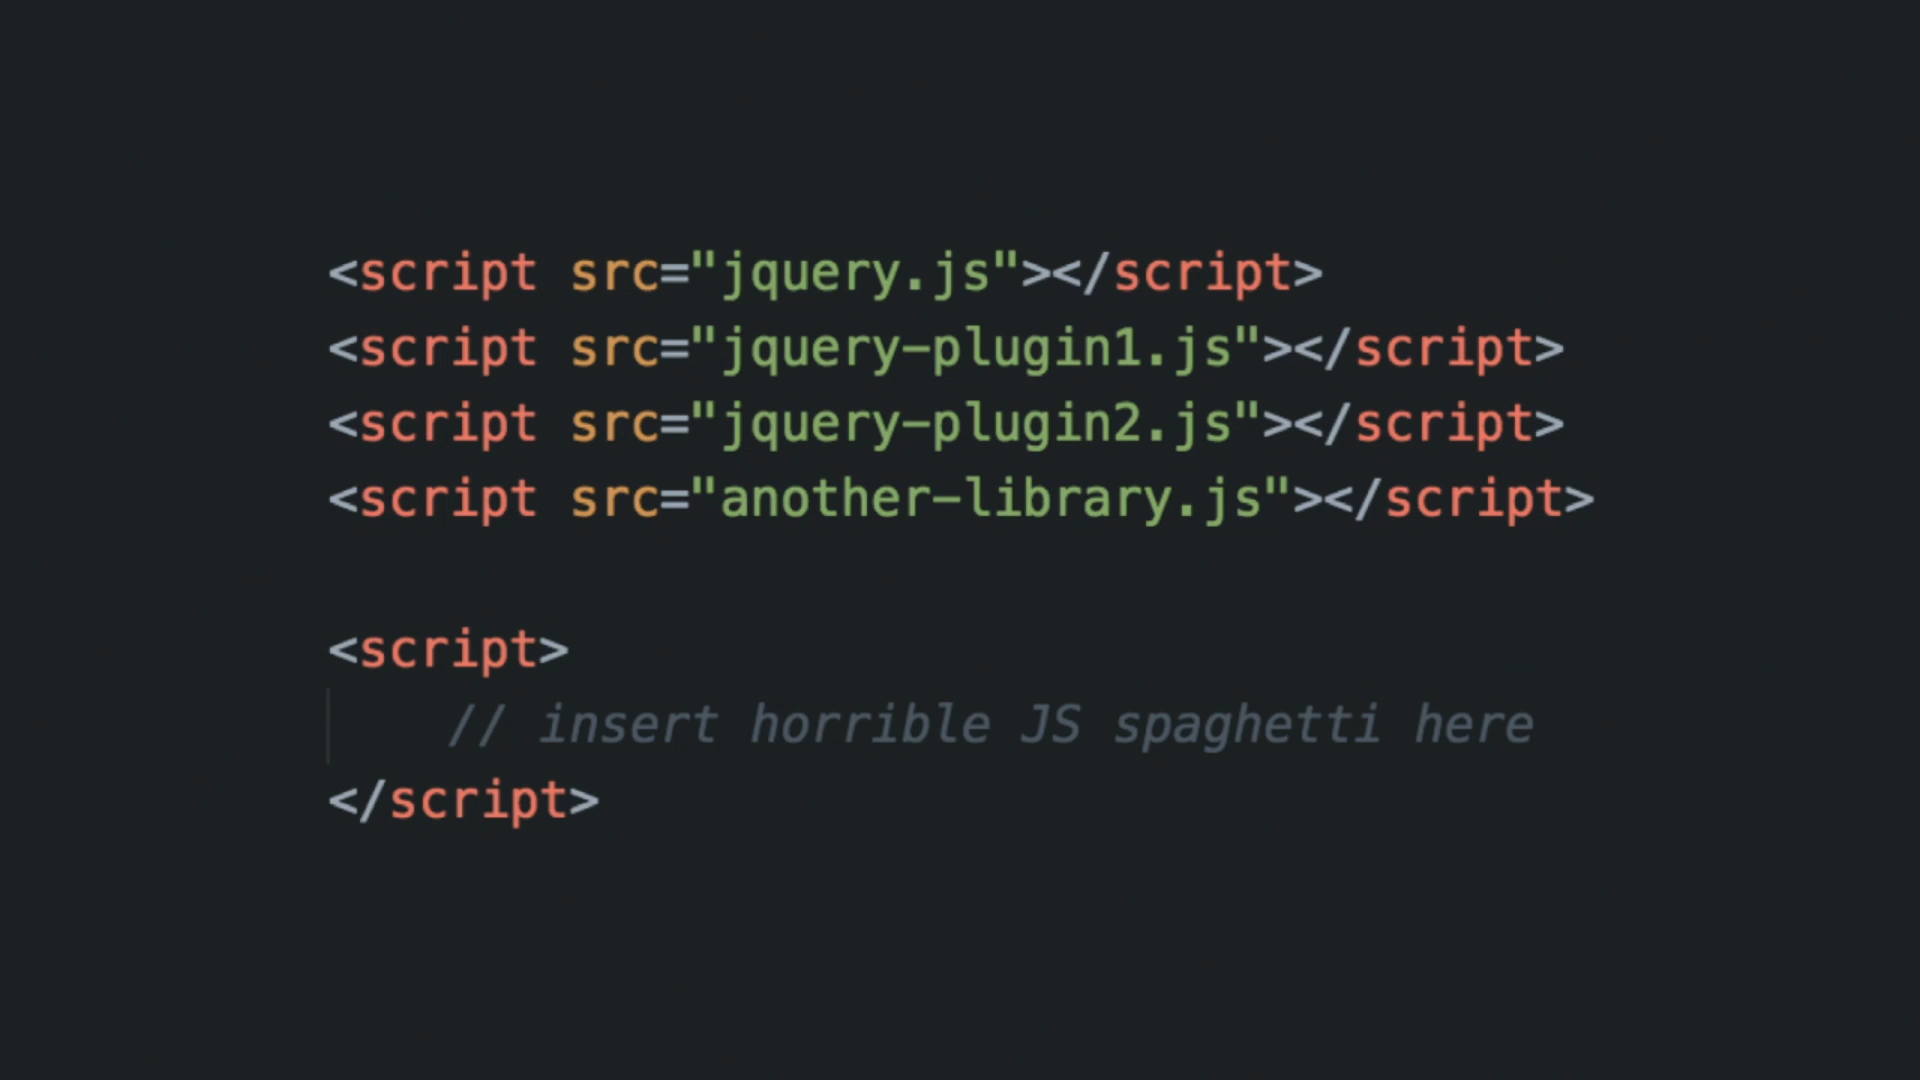 <script src="jquery.js"></script>
<script src="jquery-plugin1.js"></script>
<script src="jquery-plugin2.js"></script>
<script src="another-library.js"></script>
<script>
// insert horrible JS spaghetti here
</script>